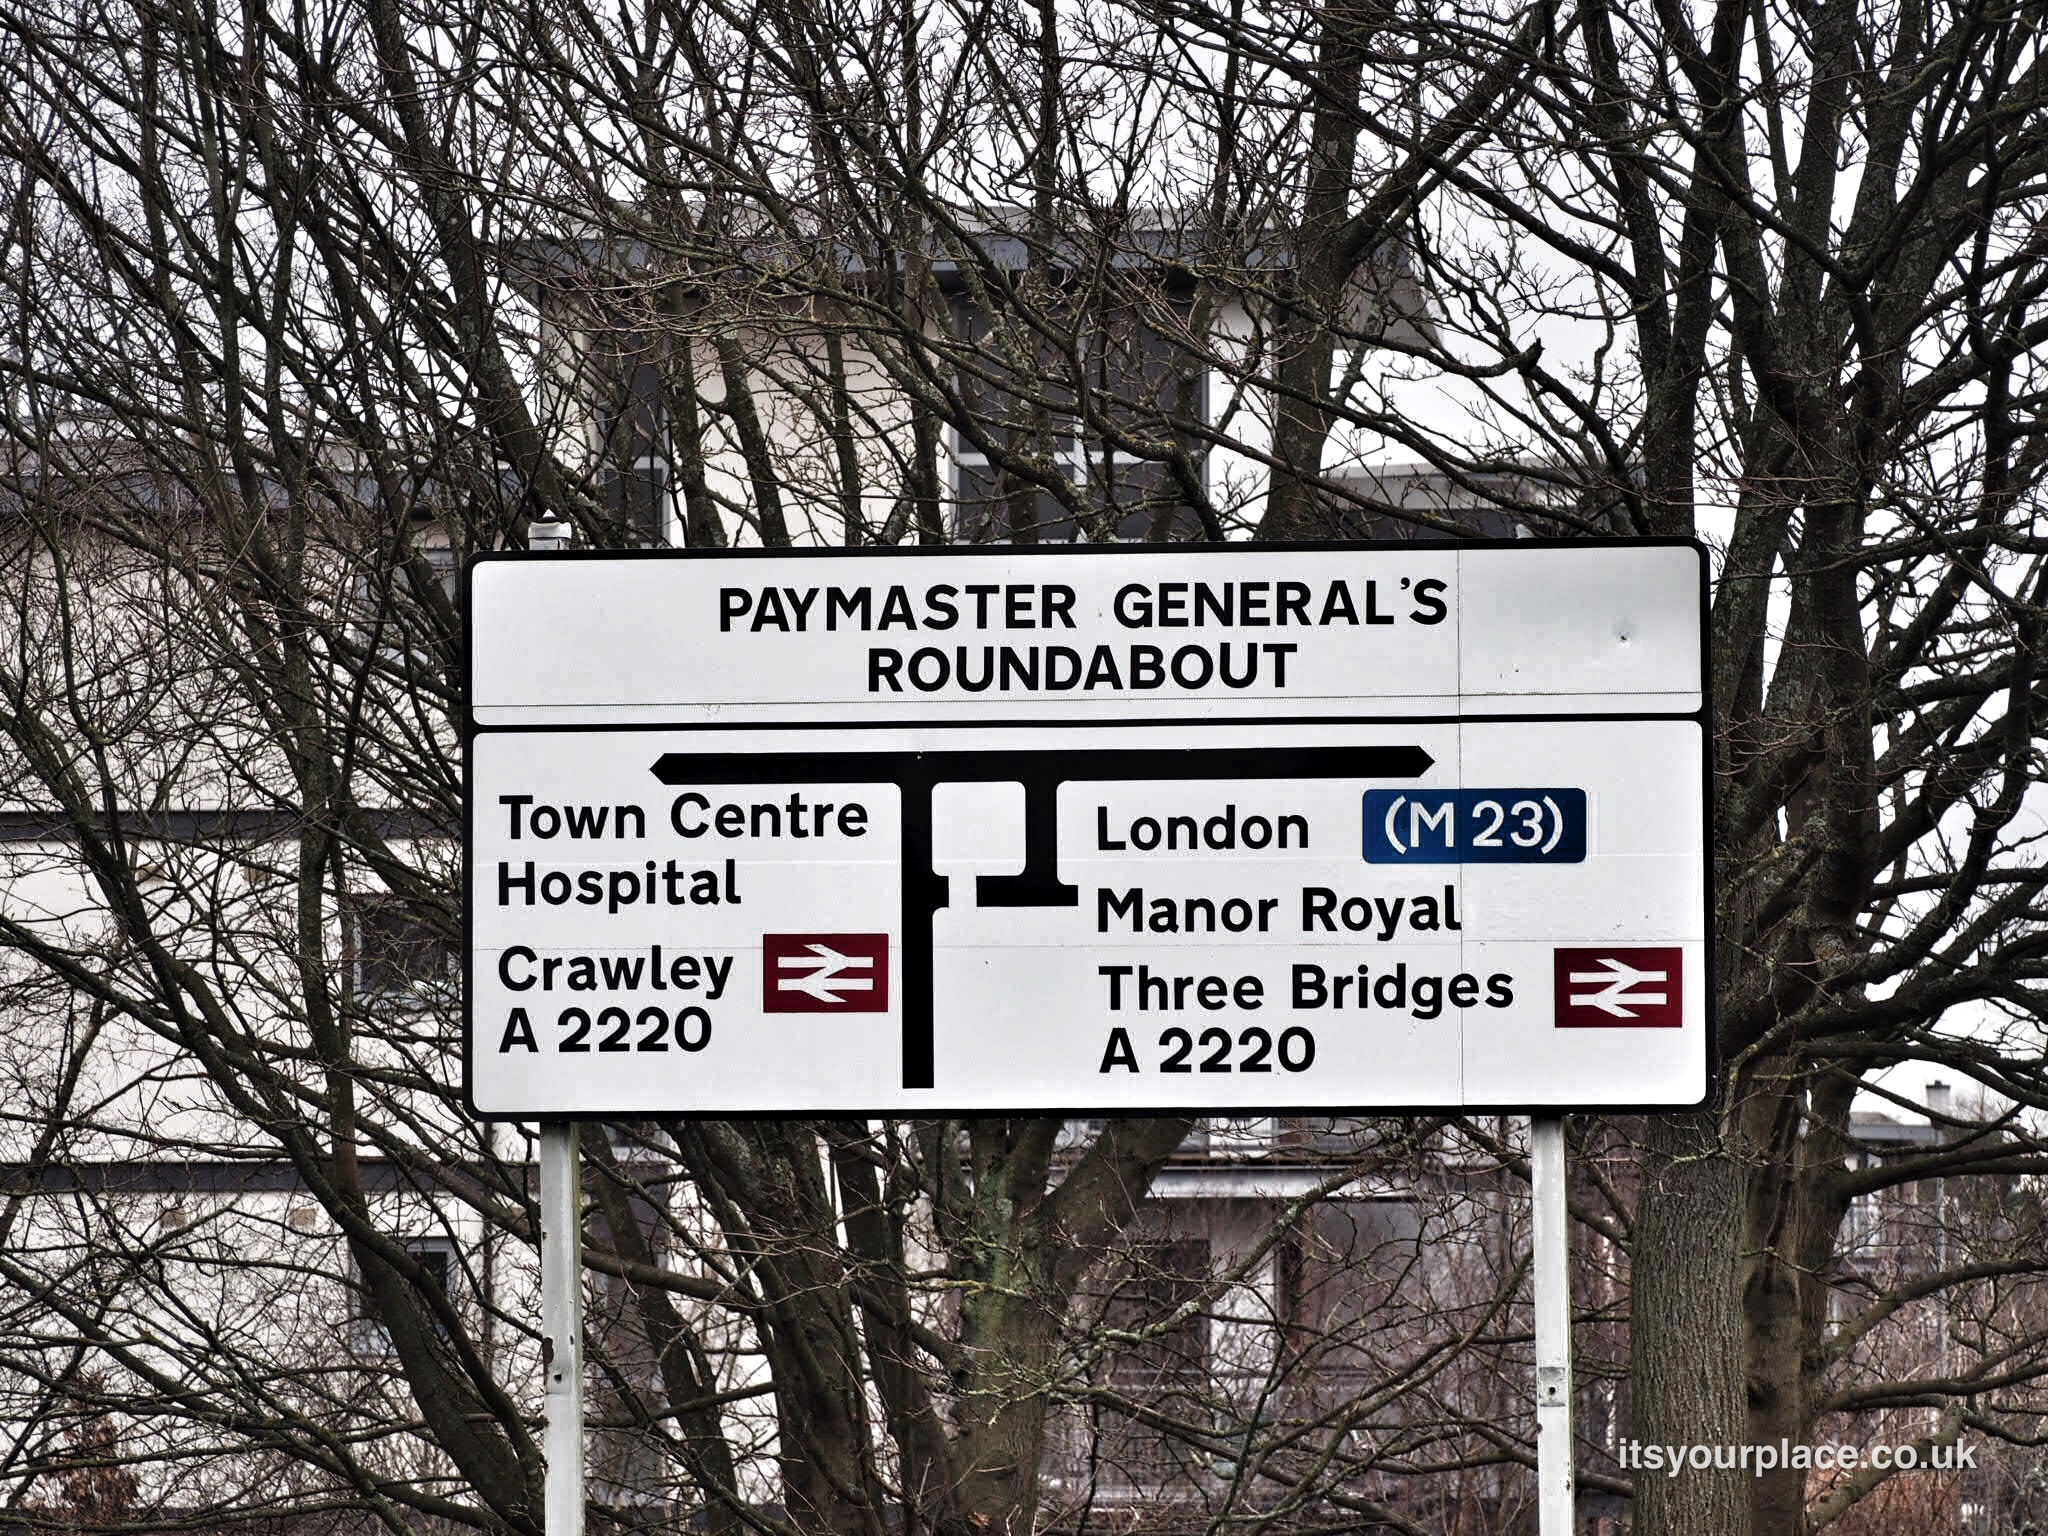 PAYMASTER GENERAL'S
ROUNDABOUT
Town Centre
Hospital
Crawley
A 2220
London (M 23)
Manor Royal
Three Bridges
A 2220
itsyourplace.co.uk